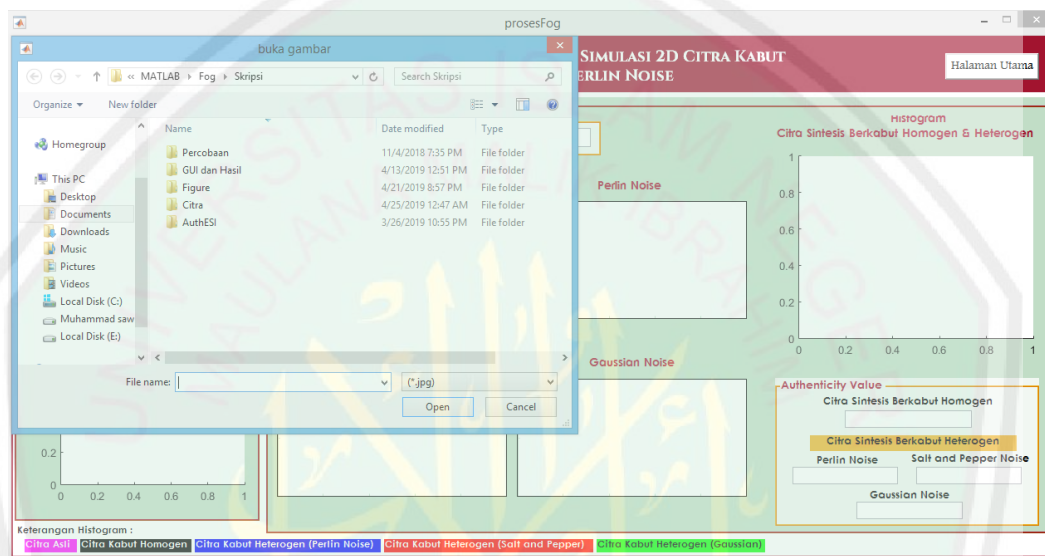 prosesFog
buka gambar
SIMULASI 2D CITRA KABUT
ERLIN NOISE
Halaman Utama
« MATLAB › Fog › Skripsi
Search Skripsi
Organize
New folder
Name
Date modified
Type
Homegroup
This PC
Desktop
Documents
Downloads
Music
Pictures
Videos
Local Disk (C:)
Muhammad saw
Local Disk (E:)
Percobaan
11/4/2018 7:35 PM
File folder
GUI dan Hasil
4/13/2019 12:51 PM
File folder
Figure
4/21/2019 8:57 PM
File folder
Citra
4/25/2019 12:47 AM
File folder
AuthESI
3/26/2019 10:55 PM
File folder
File name:
(*.jpg)
Open
Cancel
Perlin Noise
Gaussian Noise
Histogram
Citra Sintesis Berkabut Homogen & Heterogen
1
0.8
0.6
0.4
0.2
0
0 0.2 0.4 0.6 0.8 1
Authenticity Value
Citra Sintesis Berkabut Homogen
Citra Sintesis Berkabut Heterogen
Perlin Noise
Salt and Pepper Noise
Gaussian Noise
0.2
0
0 0.2 0.4 0.6 0.8 1
Keterangan Histogram :
Citra Asli
Citra Kabut Homogen
Citra Kabut Heterogen (Perlin Noise)
Citra Kabut Heterogen (Salt and Pepper)
Citra Kabut Heterogen (Gaussian)